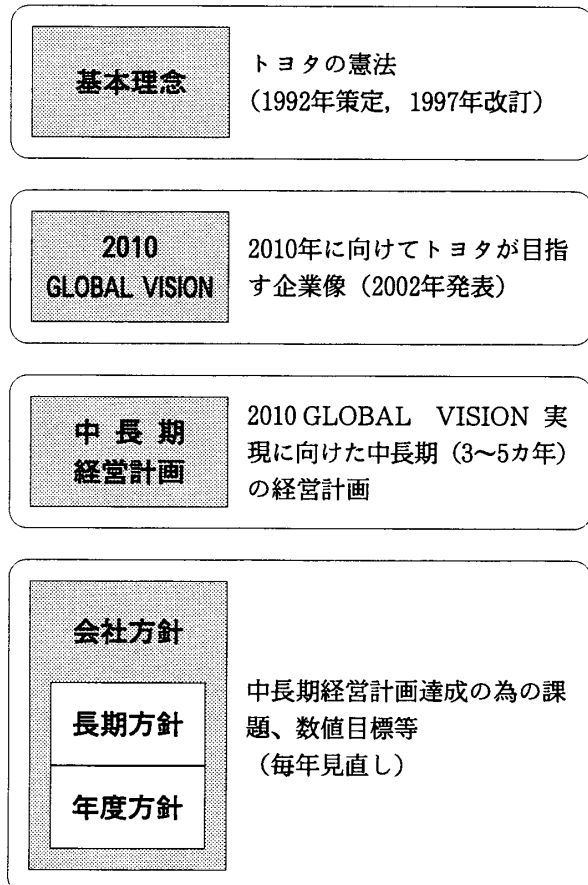 基本理念
トヨタの憲法
（1992年策定，1997年改訂）
2010
GLOBAL VISION
2010年に向けてトヨタが目指
す企業像（2002年発表）
中 長 期
経営計画
2010 GLOBAL VISION 実
現に向けた中長期（3〜5カ年）
の経営計画
会社方針
長期方針
年度方針
中長期経営計画達成の為の課
題、数値目標等
（毎年見直し）